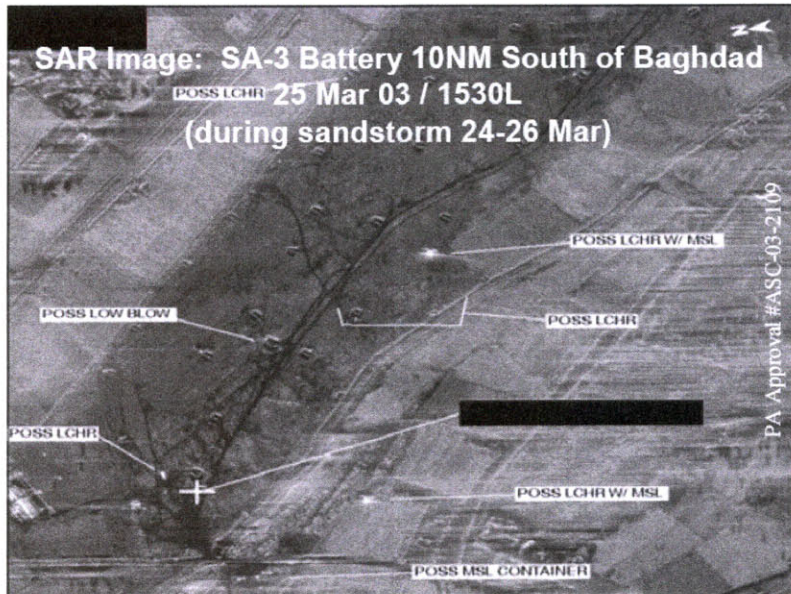 SAR Image: SA-3 Battery 10NM South of Baghdad
POSS LCHR
25 Mar 03 / 1530L
(during sandstorm 24-26 Mar)
POSS LCHR W/ MSL
POSS LOW BLOW
POSS LCHR
POSS LCHR
POSS LCHR W/ MSL
POSS MSL CONTAINER
PA Approval #ASC-03-2109
N